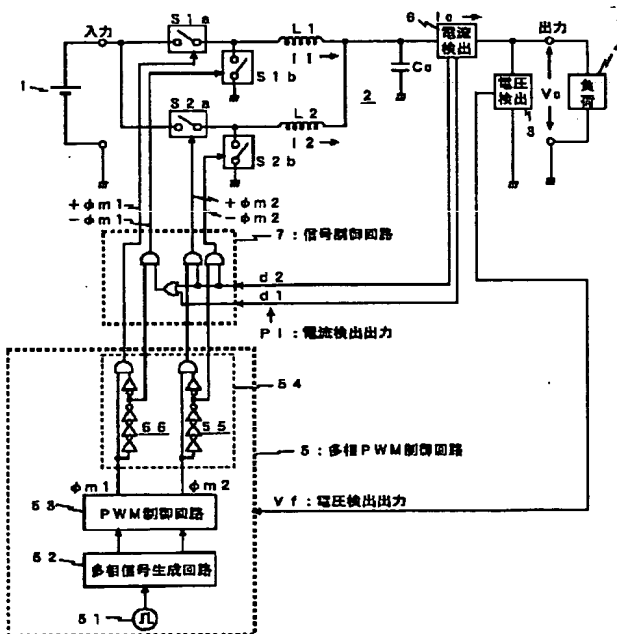 S1a
L1
6
Io
入力
I1
電流検出
出力
4
S1b
1
Co
L2
2
電圧検出
Vo
負荷
S2a
3
I2
S2b
+φm1
−φm1
+φm2
−φm2
7：信号制御回路
d2
d1
PI：電流検出出力
54
66
55
5：多相PWM制御回路
φm1
φm2
53
PWM制御回路
Vf：電圧検出出力
52
多相信号生成回路
51